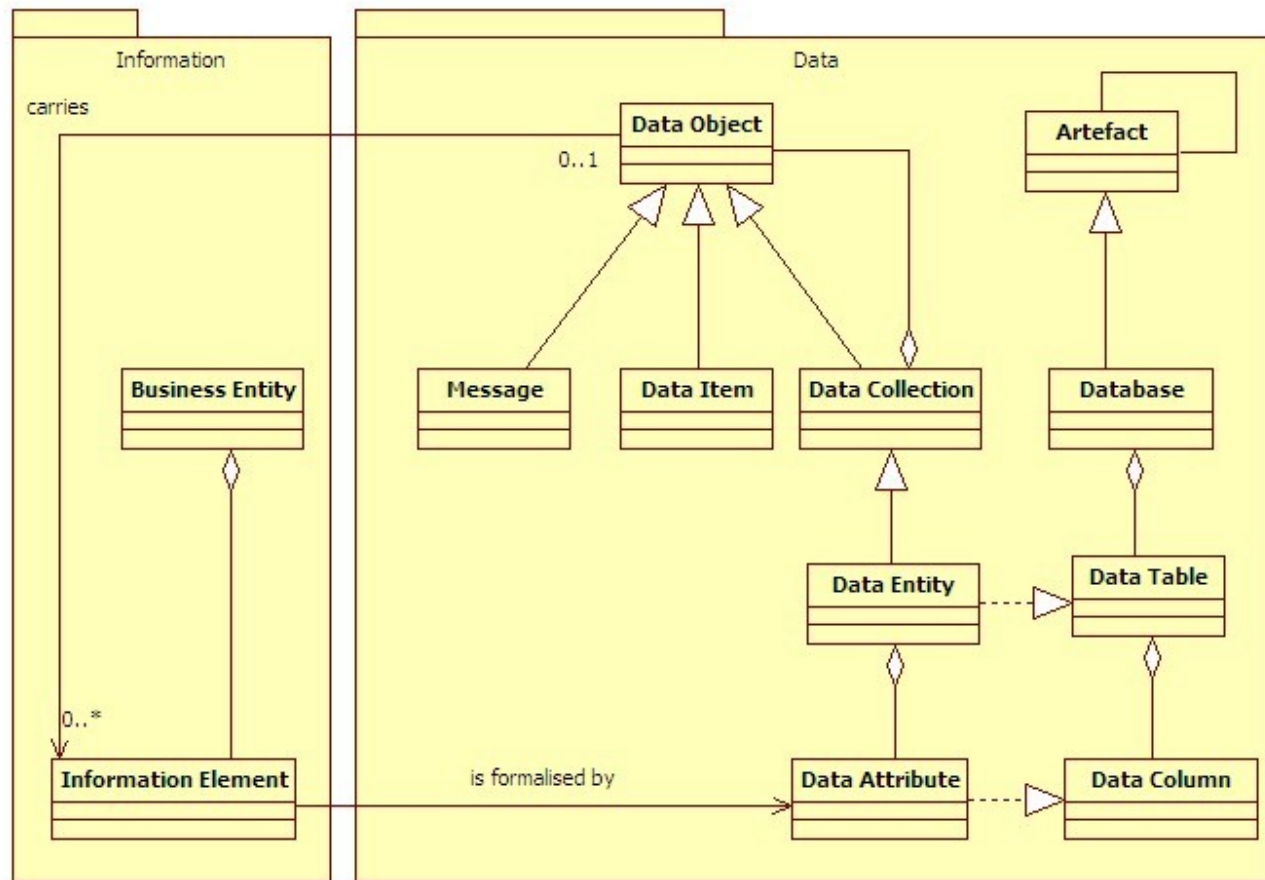 Information
Data
carries
Data Object
Artefact
0..1
Business Entity
Message
Data Item
Data Collection
Database
Data Entity
Data Table
0..*
Information Element
is formalised by
Data Attribute
Data Column